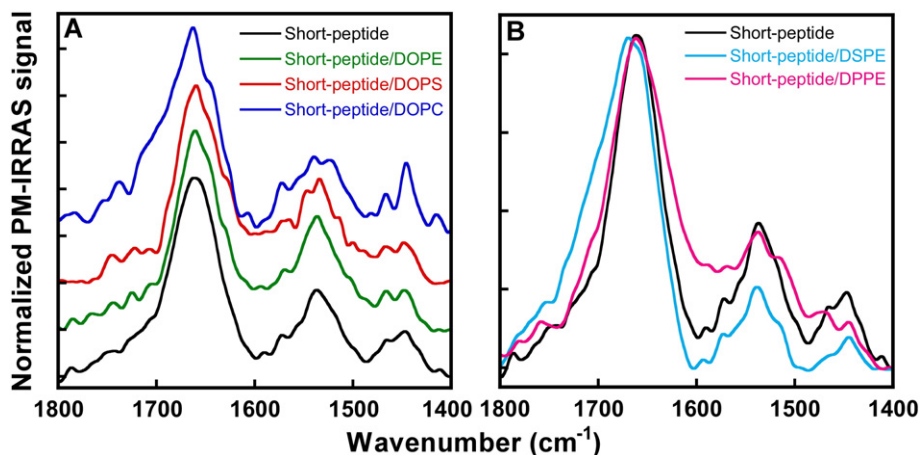 A
Short-peptide
Short-peptide/DOPE
Short-peptide/DOPS
Short-peptide/DOPC
B
Short-peptide
Short-peptide/DSPE
Short-peptide/DPPE
Normalized PM-IRRAS signal
1800 1700 1600 1500 1400
1800 1700 1600 1500 1400
Wavenumber (cm⁻¹)